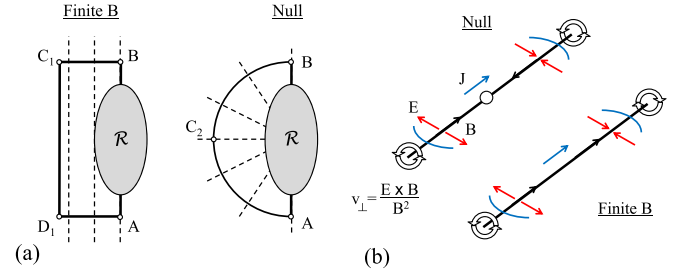 Finite B
Null
C1
B
B
R
C2
R
D1
A
A
(a)
Null
J
E
B
v⊥=E x B
B²
Finite B
(b)